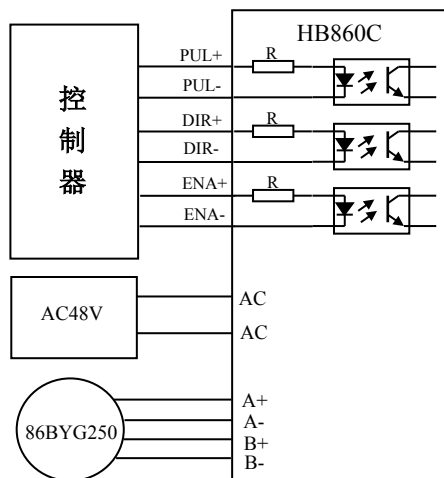 HB860C
控
制
器
PUL+
R
PUL-
DIR+
R
DIR-
ENA+
R
ENA-
AC48V
AC
AC
86BYG250
A+
A-
B+
B-